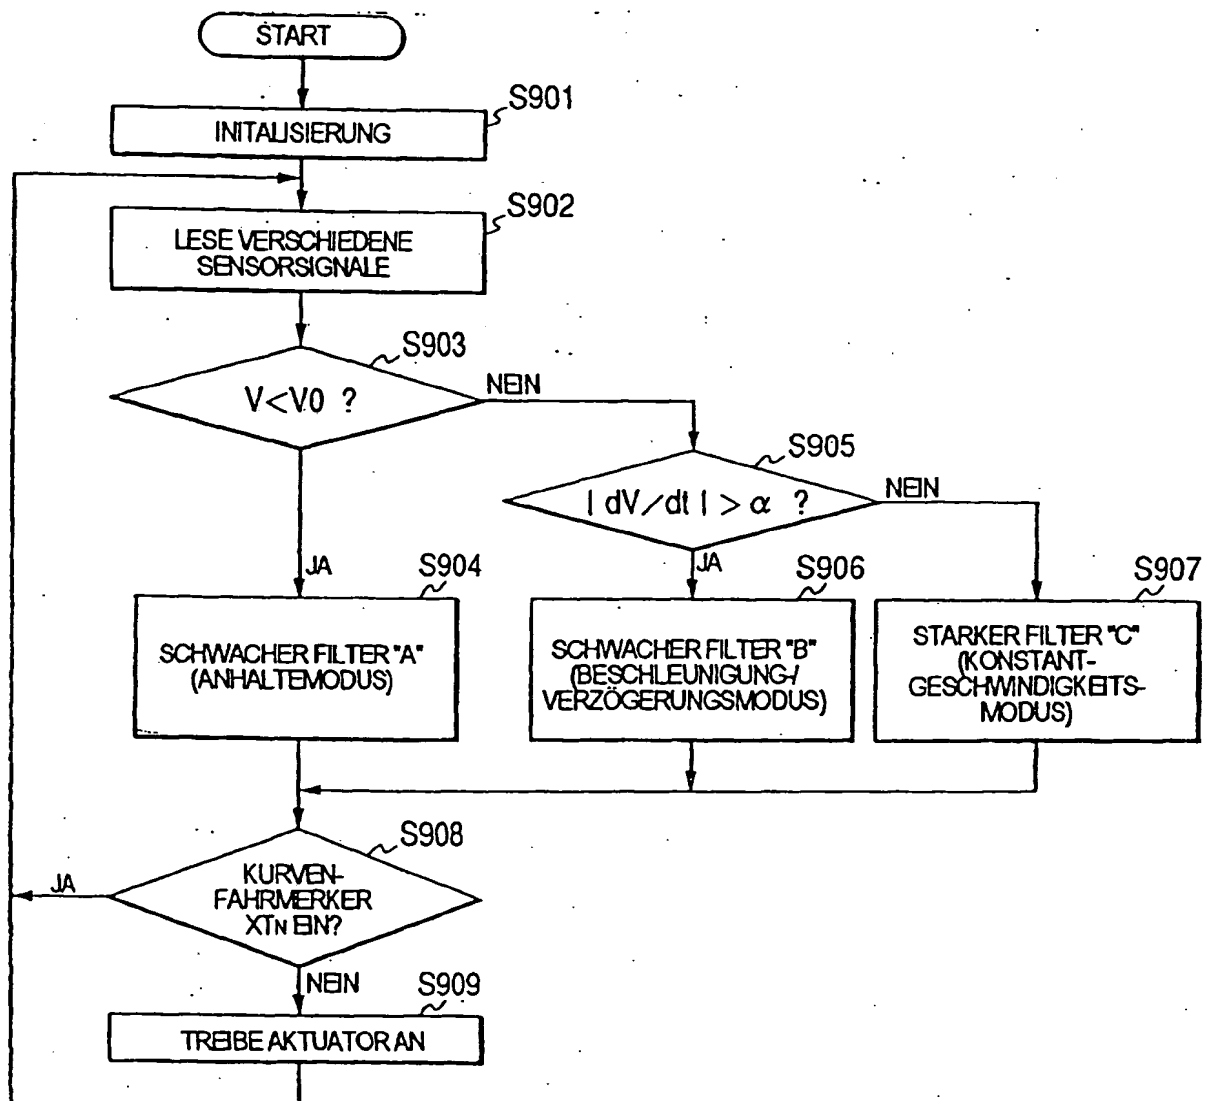 START
S901
INITALISIERUNG
S902
LESE VERSCHIEDENE
SENSORSIGNALE
S903
V<V0 ?
NEIN
S905
| dV/dt | > α ?
NEIN
JA
S904
JA
S906
S907
SCHWACHER FILTER "A"
(ANHALTEMODUS)
SCHWACHER FILTER "B"
(BESCHLEUNIGUNG-/
VERZÖGERUNGSMODUS)
STARKER FILTER "C"
(KONSTANT-
GESCHWINDIGKEITS-
MODUS)
S908
KURVEN-
FAHRMERKER
XTN EIN?
JA
NEIN
S909
TREIBE AKTUATOR AN